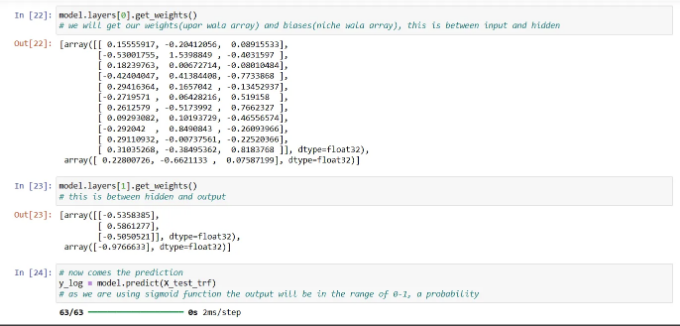 In [22]: model.layers[0].get_weights()
# we will get our weights(upar wala array) and biases(niche wala array), this is between input and hidden
Out[22]: [array([[ 0.15555917, -0.20412056, 0.08915533],
[-0.53001755, 1.5398849 , -0.4031597 ],
[ 0.18239763, 0.00672714, -0.08010484],
[-0.42404047, 0.41384408, -0.7733868 ],
[ 0.29416364, 0.1657042 , -0.13452937],
[-0.2719571 , 0.06428216, 0.519158 ],
[ 0.2612579 , -0.5173992 , 0.7662327 ],
[ 0.09293082, 0.10193729, -0.46556574],
[-0.292042 , 0.8490843 , -0.26093966],
[ 0.29110932, -0.00737561, -0.22520366],
[ 0.31035268, -0.38495362, 0.8183768 ]], dtype=float32),
array([ 0.22800726, -0.6621133 , 0.07587199], dtype=float32)]
In [23]: model.layers[1].get_weights()
# this is between hidden and output
Out[23]: [array([[-0.5358385],
[ 0.5861277],
[-0.5050521]], dtype=float32),
array([-0.9766633], dtype=float32)]
In [24]: # now comes the prediction
y_log = model.predict(X_test_trf)
# as we are using sigmoid function the output will be in the range of 0-1, a probability
63/63 0s 2ms/step